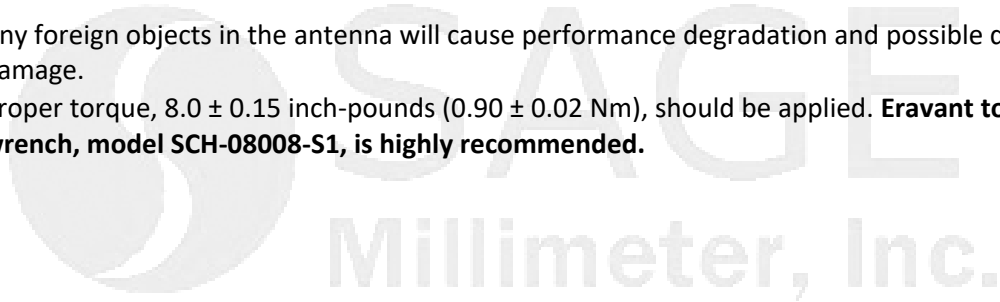 ny foreign objects in the antenna will cause performance degradation and possible
amage.
roper torque, 8.0 ± 0.15 inch-pounds (0.90 ± 0.02 Nm), should be applied. Eravant
rench, model SCH-08008-S1, is highly recommended.
SAGE
Millimeter, Inc.